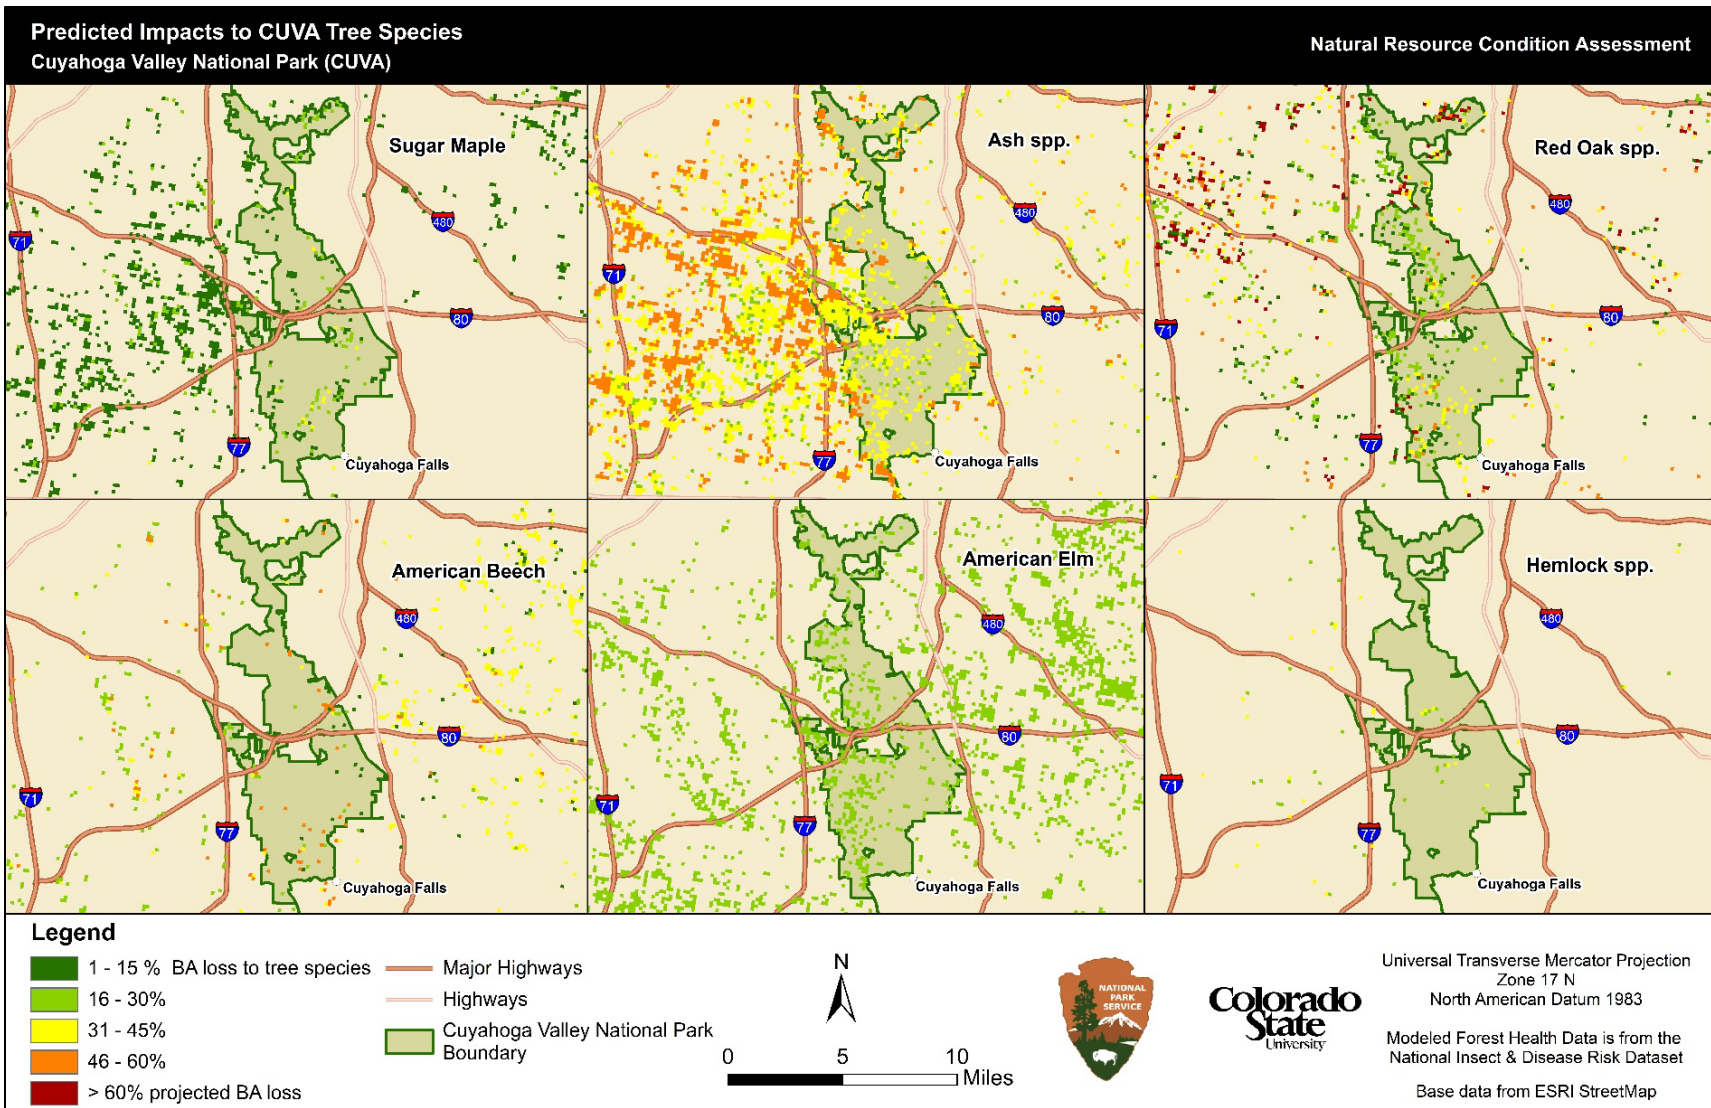 Predicted Impacts to CUVA Tree Species
Cuyahoga Valley National Park (CUVA)
Natural Resource Condition Assessment
Sugar Maple
480
71
80
77
Cuyahoga Falls
Ash spp.
480
71
80
77
Cuyahoga Falls
Red Oak spp.
480
80
71
77
Cuyahoga Falls
American Beech
480
80
71
77
Cuyahoga Falls
American Elm
480
80
71
77
Cuyahoga Falls
Hemlock spp.
480
80
71
77
Cuyahoga Falls
Legend
1 - 15 % BA loss to tree species
16 - 30%
31 - 45%
46 - 60%
> 60% projected BA loss
Major Highways
Highways
Cuyahoga Valley National Park
Boundary
N
0 5 10
Miles
NATIONAL
PARK
SERVICE
Colorado
State
University
Universal Transverse Mercator Projection
Zone 17 N
North American Datum 1983
Modeled Forest Health Data is from the
National Insect & Disease Risk Dataset
Base data from ESRI StreetMap